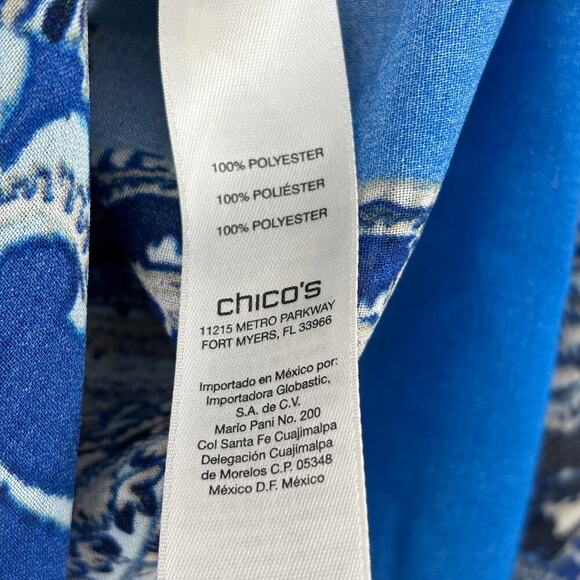 100% POLYESTER
100% POLIÉSTER
100% POLYESTER
chico's
11215 METRO PARKWAY
FORT MYERS, FL 33966
Importado en México por:
Importadora Globastic,
S.A. de C.V.
Mario Pani No. 200
Col Santa Fe Cuajimalpa
Delegación Cuajimalpa
de Morelos C.P. 05348
México D.F. México